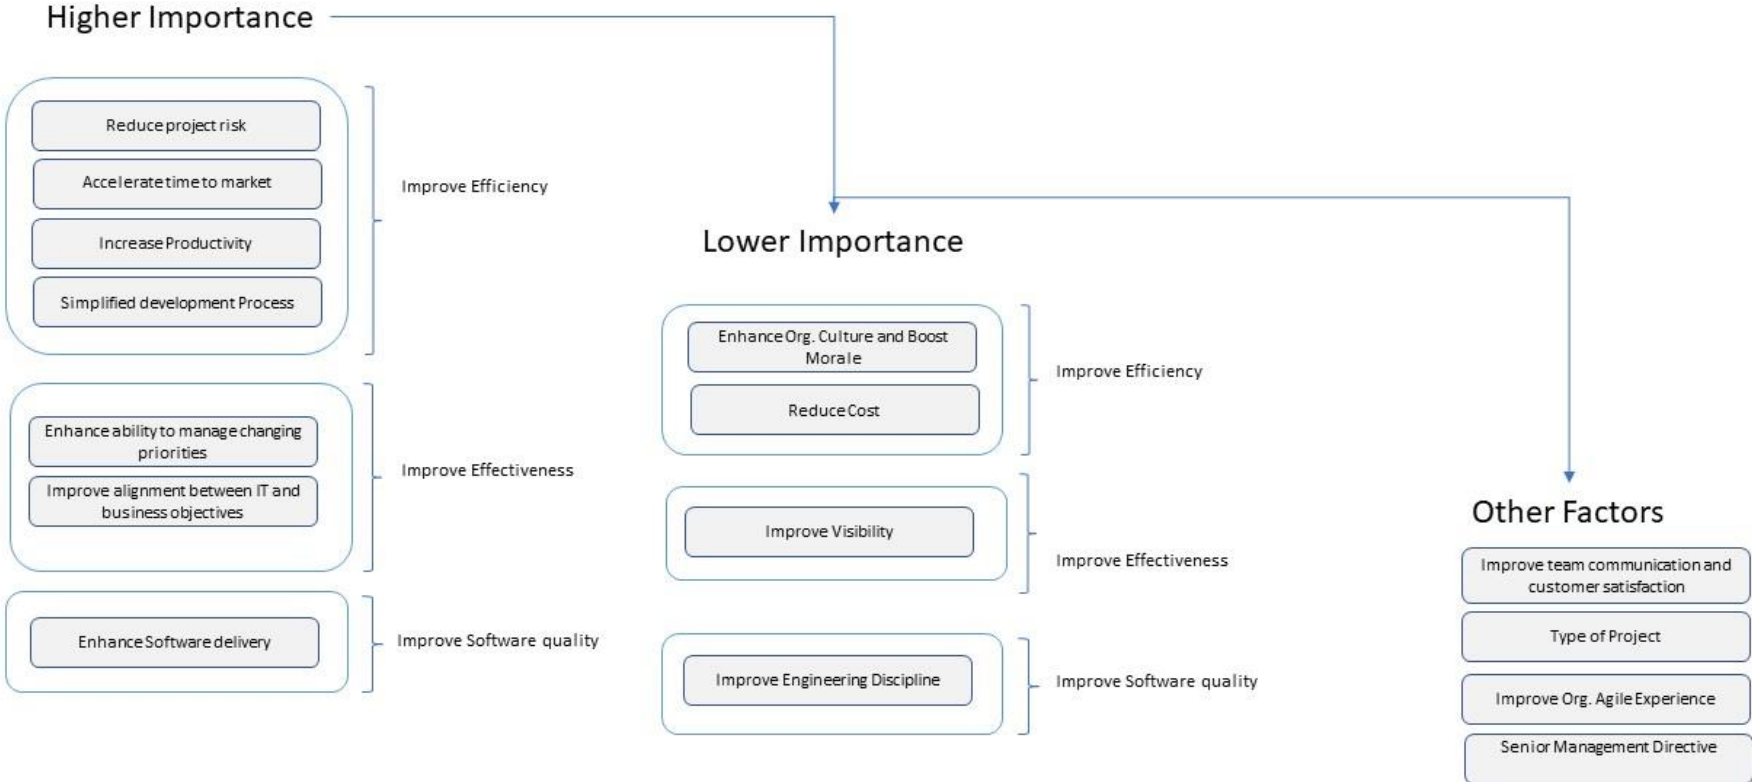 Higher Importance
Reduce project risk
Accelerate time to market
Increase Productivity
Simplified development Process
Improve Efficiency
Enhance ability to manage changing
priorities
Improve alignment between IT and
business objectives
Improve Effectiveness
Enhance Software delivery
Improve Software quality
Lower Importance
Enhance Org. Culture and Boost
Morale
Reduce Cost
Improve Efficiency
Improve Visibility
Improve Effectiveness
Improve Engineering Discipline
Improve Software quality
Other Factors
Improve team communication and
customer satisfaction
Type of Project
Improve Org. Agile Experience
Senior Management Directive